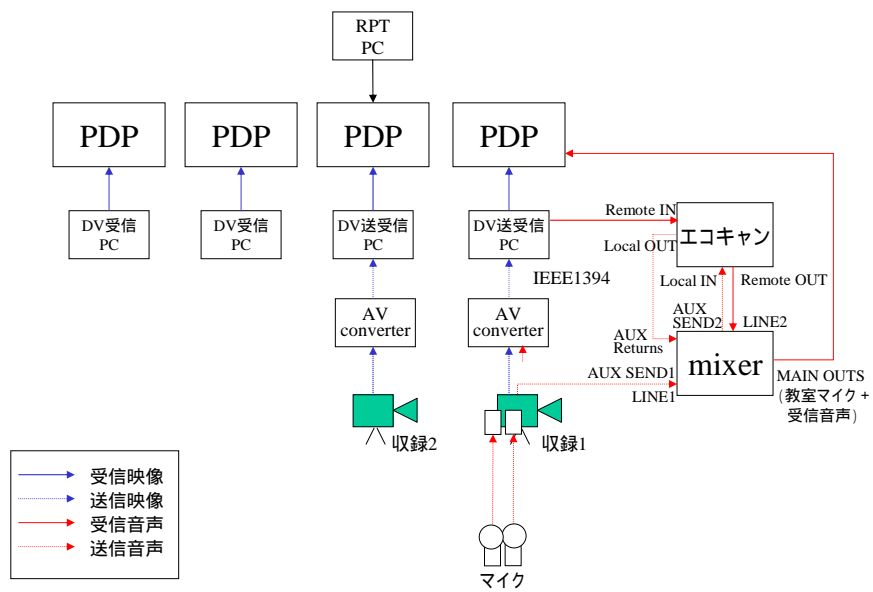 RPT
PC
PDP
PDP
PDP
PDP
DV受信
PC
DV受信
PC
DV送受信
PC
DV送受信
PC
Remote IN
エコキャン
Local OUT
IEEE1394
Local IN
Remote OUT
AV
converter
AV
converter
AUX
SEND2
LINE2
AUX
Returns
mixer
AUX SEND1
LINE1
MAIN OUTS
(教室マイク+
受信音声)
収録2
収録1
受信映像
送信映像
受信音声
送信音声
マイク